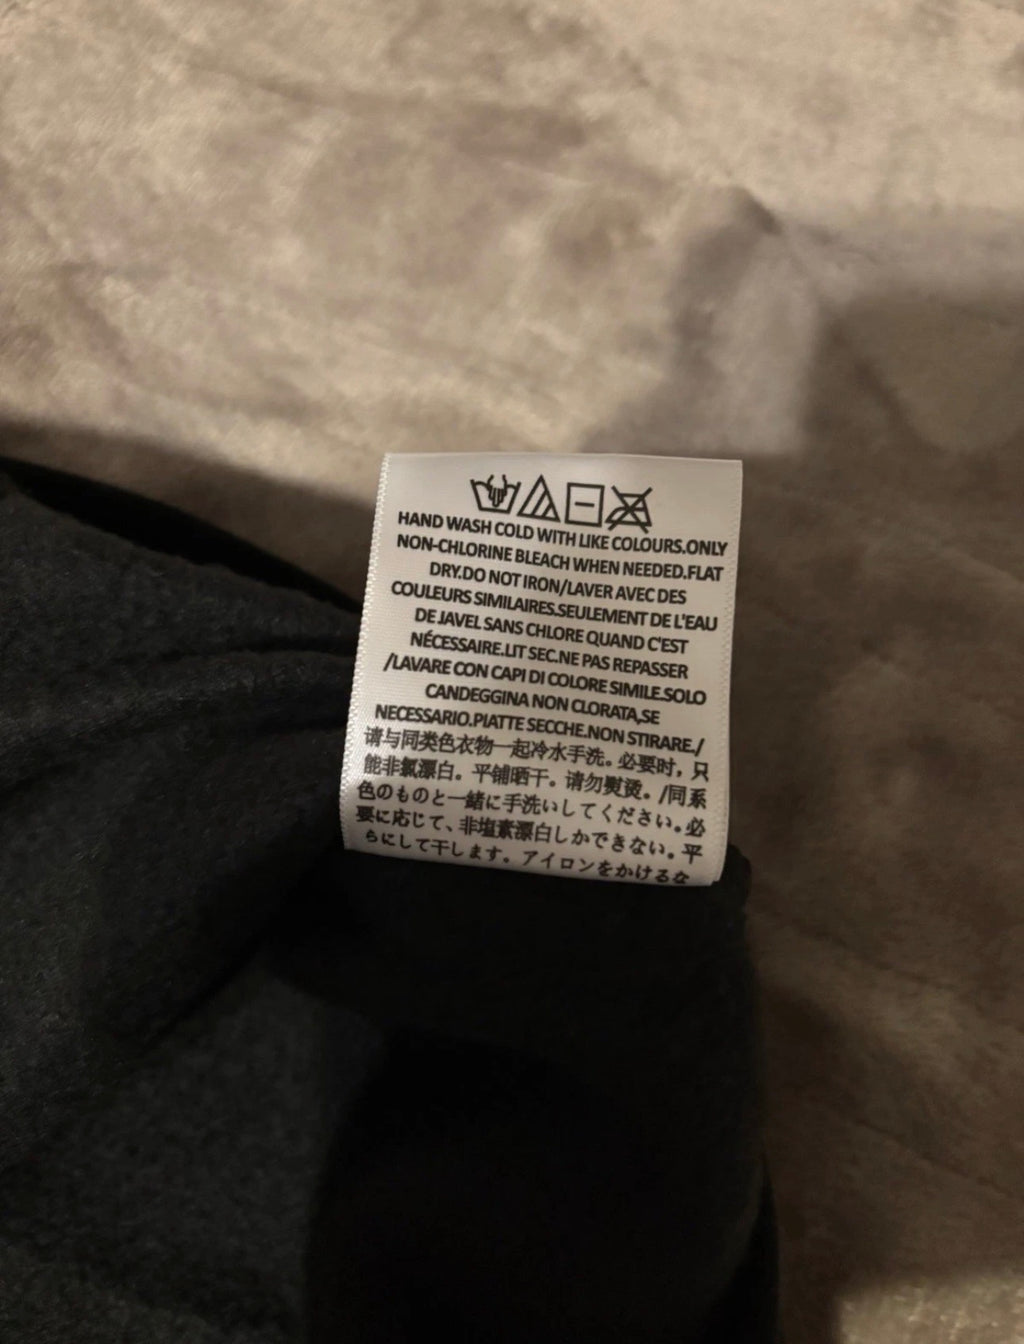 HAND WASH COLD WITH LIKE COLOURS.ONLY
NON-CHLORINE BLEACH WHEN NEEDED.FLAT
DRY.DO NOT IRON/LAVER AVEC DES
COULEURS SIMILAIRES.SEULEMENT DE L'EAU
DE JAVEL SANS CHLORE QUAND C'EST
NÉCESSAIRE.LIT SEC.NE PAS REPASSER
/LAVARE CON CAPI DI COLORE SIMILE.SOLO
CANDEGGINA NON CLORATA,SE
NECESSARIO.PIATTE SECCHE.NON STIRARE./
请与同类色衣物一起冷水手洗。必要时，只
能非氯漂白。平铺晒干。请勿熨烫。/同系
色のものと一緒に手洗いしてください。必
要に応じて、非塩素漂白しかできない。平
らにして干します。アイロンをかけるな